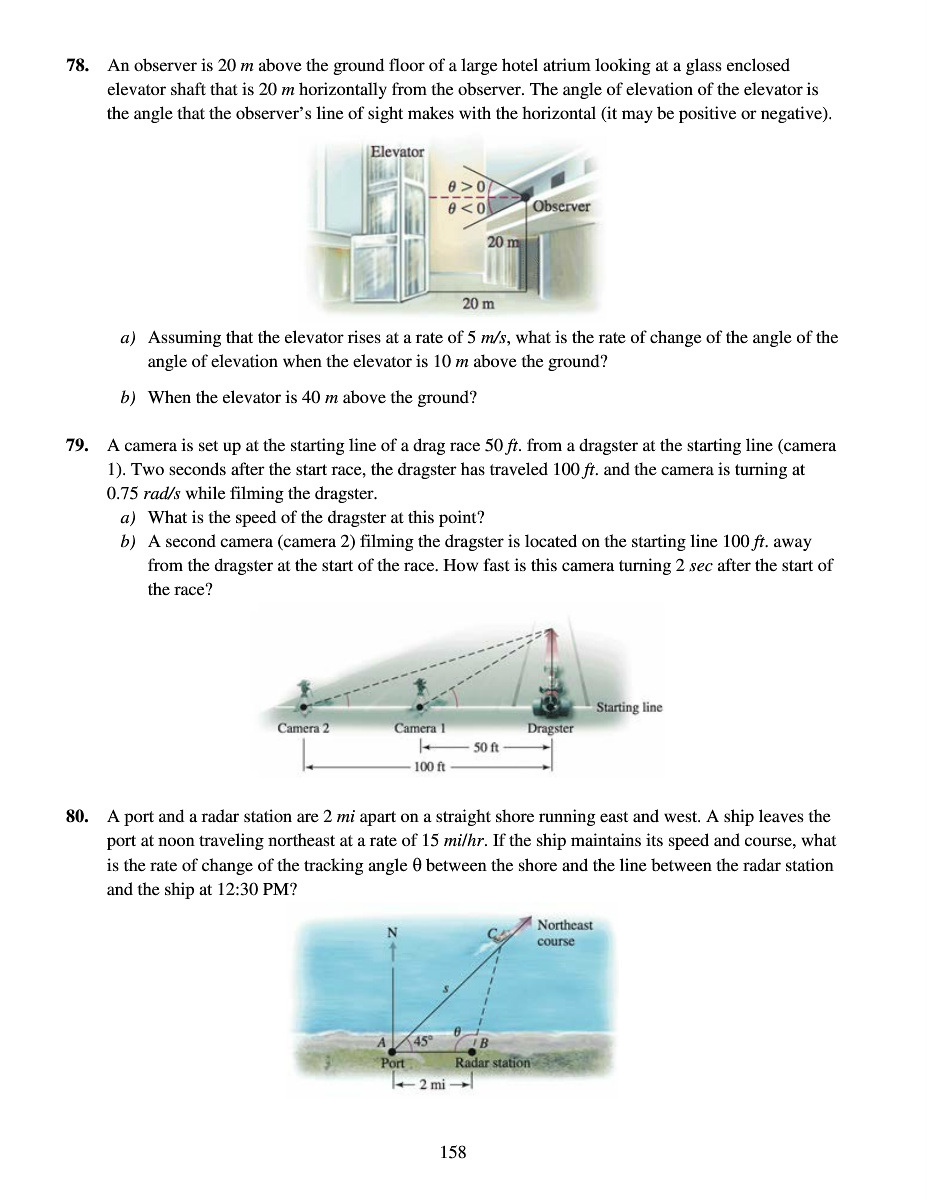 78. An observer is 20 m above the ground floor of a large hotel atrium looking at a glass enclosed
elevator shaft that is 20 m horizontally from the observer. The angle of elevation of the elevator is
the angle that the observer's line of sight makes with the horizontal (it may be positive or negative).
Elevator
θ > 0
θ < 0
Observer
20 m
20 m
a) Assuming that the elevator rises at a rate of 5 m/s, what is the rate of change of the angle of the
angle of elevation when the elevator is 10 m above the ground?
b) When the elevator is 40 m above the ground?
79. A camera is set up at the starting line of a drag race 50 ft. from a dragster at the starting line (camera
1). Two seconds after the start race, the dragster has traveled 100 ft. and the camera is turning at
0.75 rad/s while filming the dragster.
a) What is the speed of the dragster at this point?
b) A second camera (camera 2) filming the dragster is located on the starting line 100 ft. away
from the dragster at the start of the race. How fast is this camera turning 2 sec after the start of
the race?
Starting line
Camera 2 Camera 1 Dragster
50 ft
100 ft
80. A port and a radar station are 2 mi apart on a straight shore running east and west. A ship leaves the
port at noon traveling northeast at a rate of 15 mi/hr. If the ship maintains its speed and course, what
is the rate of change of the tracking angle θ between the shore and the line between the radar station
and the ship at 12:30 PM?
N
C
Northeast
course
s
θ
A 45° B
Port Radar station
2 mi
158